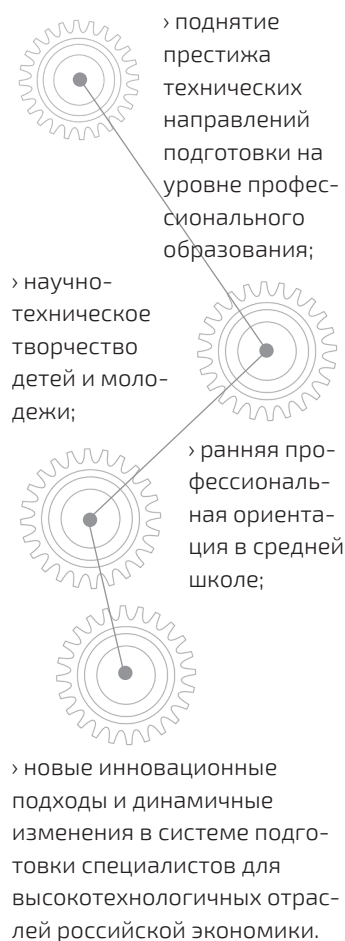 › поднятие
престижа
технических
направлений
подготовки на
уровне профес-
сионального
образования;
› научно-
техническое
творчество
детей и моло-
дежи;
› ранняя про-
фессиональ-
ная ориента-
ция в средней
школе;
› новые инновационные
подходы и динамичные
изменения в системе подго-
товки специалистов для
высокотехнологичных отрас-
лей российской экономики.